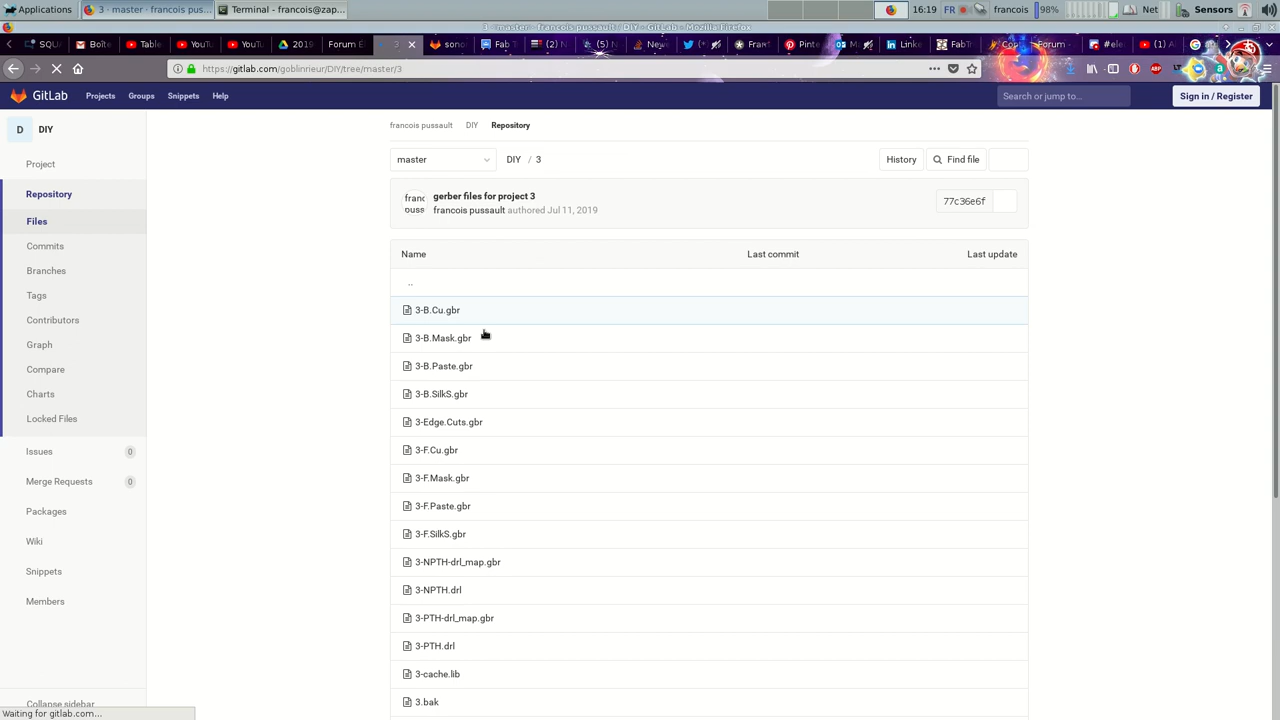 Applications 3 - master · francois pus... Terminal - francois@zap... 16:19 FR francois 98% Net Sensors
3 · master · francois pussault / DIY · GitLab - Mozilla Firefox
SQU Boîte Table YouTu YouTu 2019 Forum E 3 sono Fab T (2) N (5) N New Frant Pinte M Linke FabT Copi Forum - #ele (1) Al
https://gitlab.com/goblinrieur/DIY/tree/master/3
GitLab Projects Groups Snippets Help Search or jump to... Sign in / Register
D DIY
francois pussault DIY Repository
Project
master DIY / 3 History Find file
Repository
gerber files for project 3
francois pussault authored Jul 11, 2019
77c36e6f
Files
Commits
Name Last commit Last update
Branches
..
Tags
3-B.Cu.gbr
Contributors
3-B.Mask.gbr
Graph
3-B.Paste.gbr
Compare
3-B.SilkS.gbr
Charts
3-Edge.Cuts.gbr
Locked Files
3-F.Cu.gbr
Issues 0
3-F.Mask.gbr
Merge Requests 0
3-F.Paste.gbr
Packages
3-F.SilkS.gbr
Wiki
3-NPTH-drl_map.gbr
Snippets
3-NPTH.drl
Members
3-PTH-drl_map.gbr
3-PTH.drl
3-cache.lib
3.bak
Collapse sidebar
Waiting for gitlab.com...